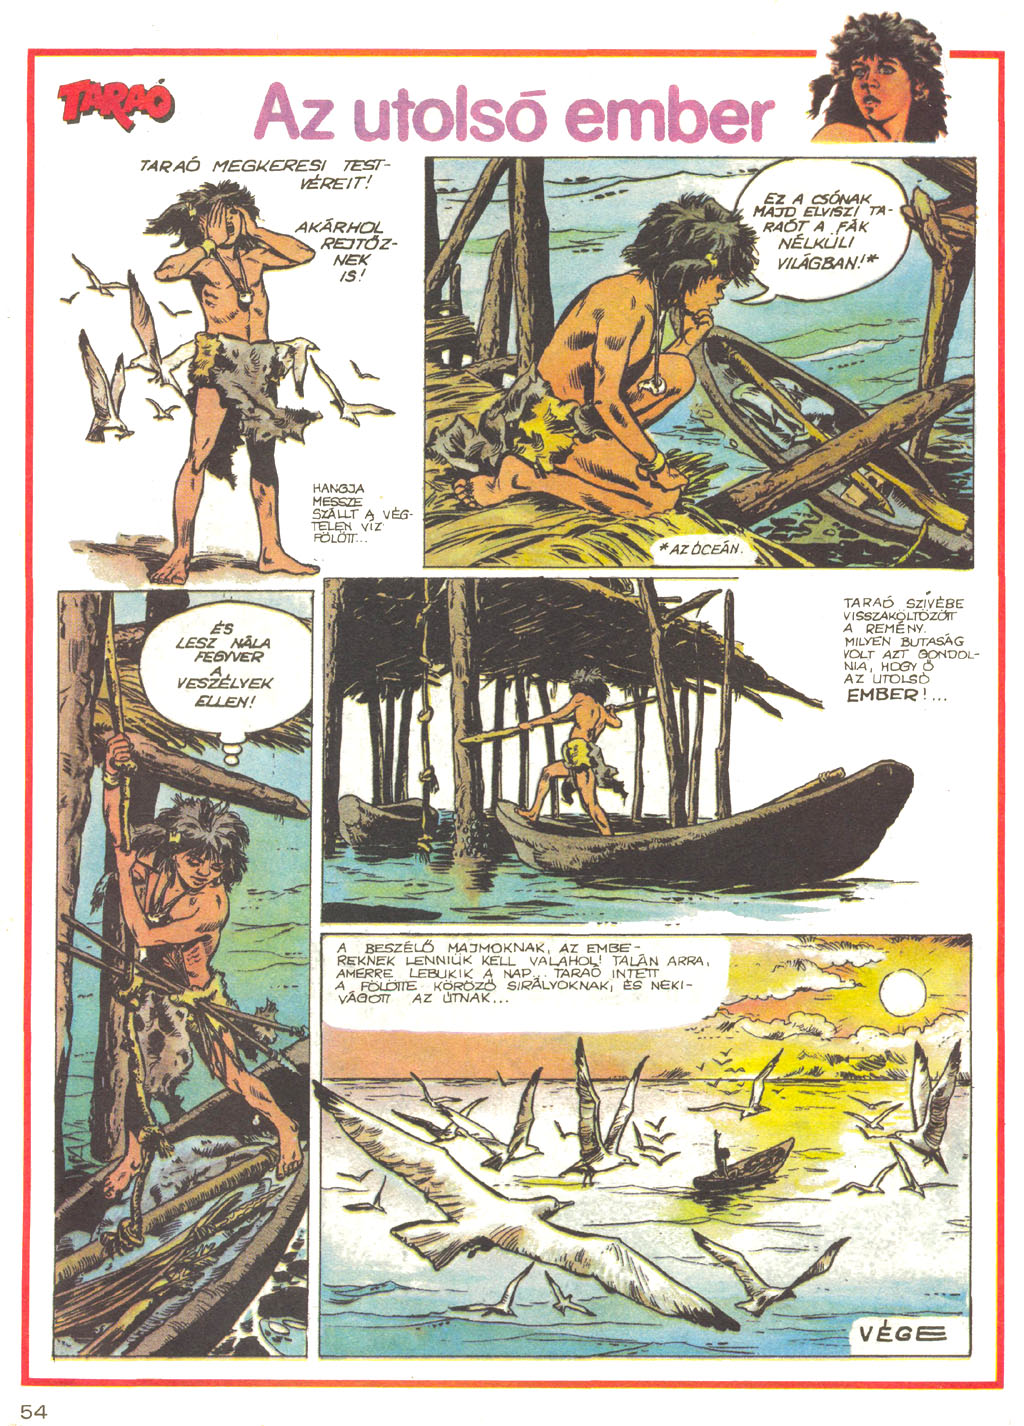 TARAÓ
Az utolsó ember
TARAÓ MEGKERESI TEST-
VÉREIT!
AKÁRHOL
REJTŐZ-
NEK
IS!
HANGJA
MESSZE
SZÁLLT A VÉG-
TELEN VIZ
FÖLÖTT...
EZ A CSÓNAK
MAJD ELVISZI TA-
RAÓT A FÁK
NÉLKÜLI
VILÁGBAN!*
*AZ ÓCEÁN.
ÉS
LESZ NÁLA
FEGYVER
A
VESZÉLYEK
ELLEN!
TARAÓ SZIVÉBE
VISSZAKÖLTÖZÖTT
A REMÉNY.
MILYEN BUTASÁG
VOLT AZT GONDOL-
NIA, HOGY Ő
AZ UTOLSÓ
EMBER!...
A BESZÉLŐ MAJMOKNAK, AZ EMBE-
REKNEK LENNIÜK KELL VALAHOL! TALÁN ARRA,
AMERRE LEBUKIK A NAP... TARAÓ INTETT
A FÖLÖTTE KÖRÖZŐ SIRÁLYOKNAK, ÉS NEKI-
VÁGOTT AZ ÚTNAK...
VÉGE
54